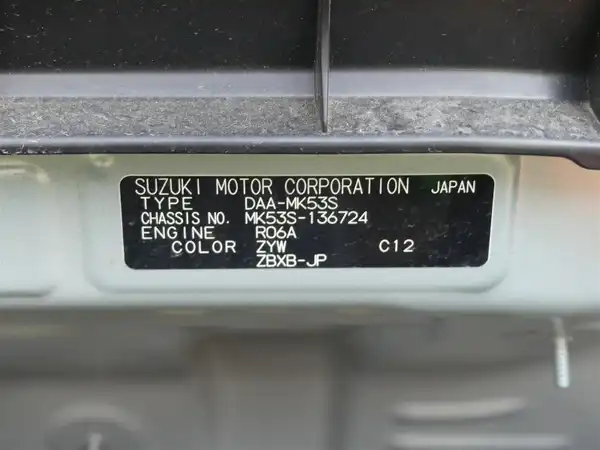 SUZUKI MOTOR CORPORATION JAPAN
TYPE DAA-MK53S
CHASSIS NO. MK53S-136724
ENGINE R06A
COLOR ZYW C12
ZBXB-JP